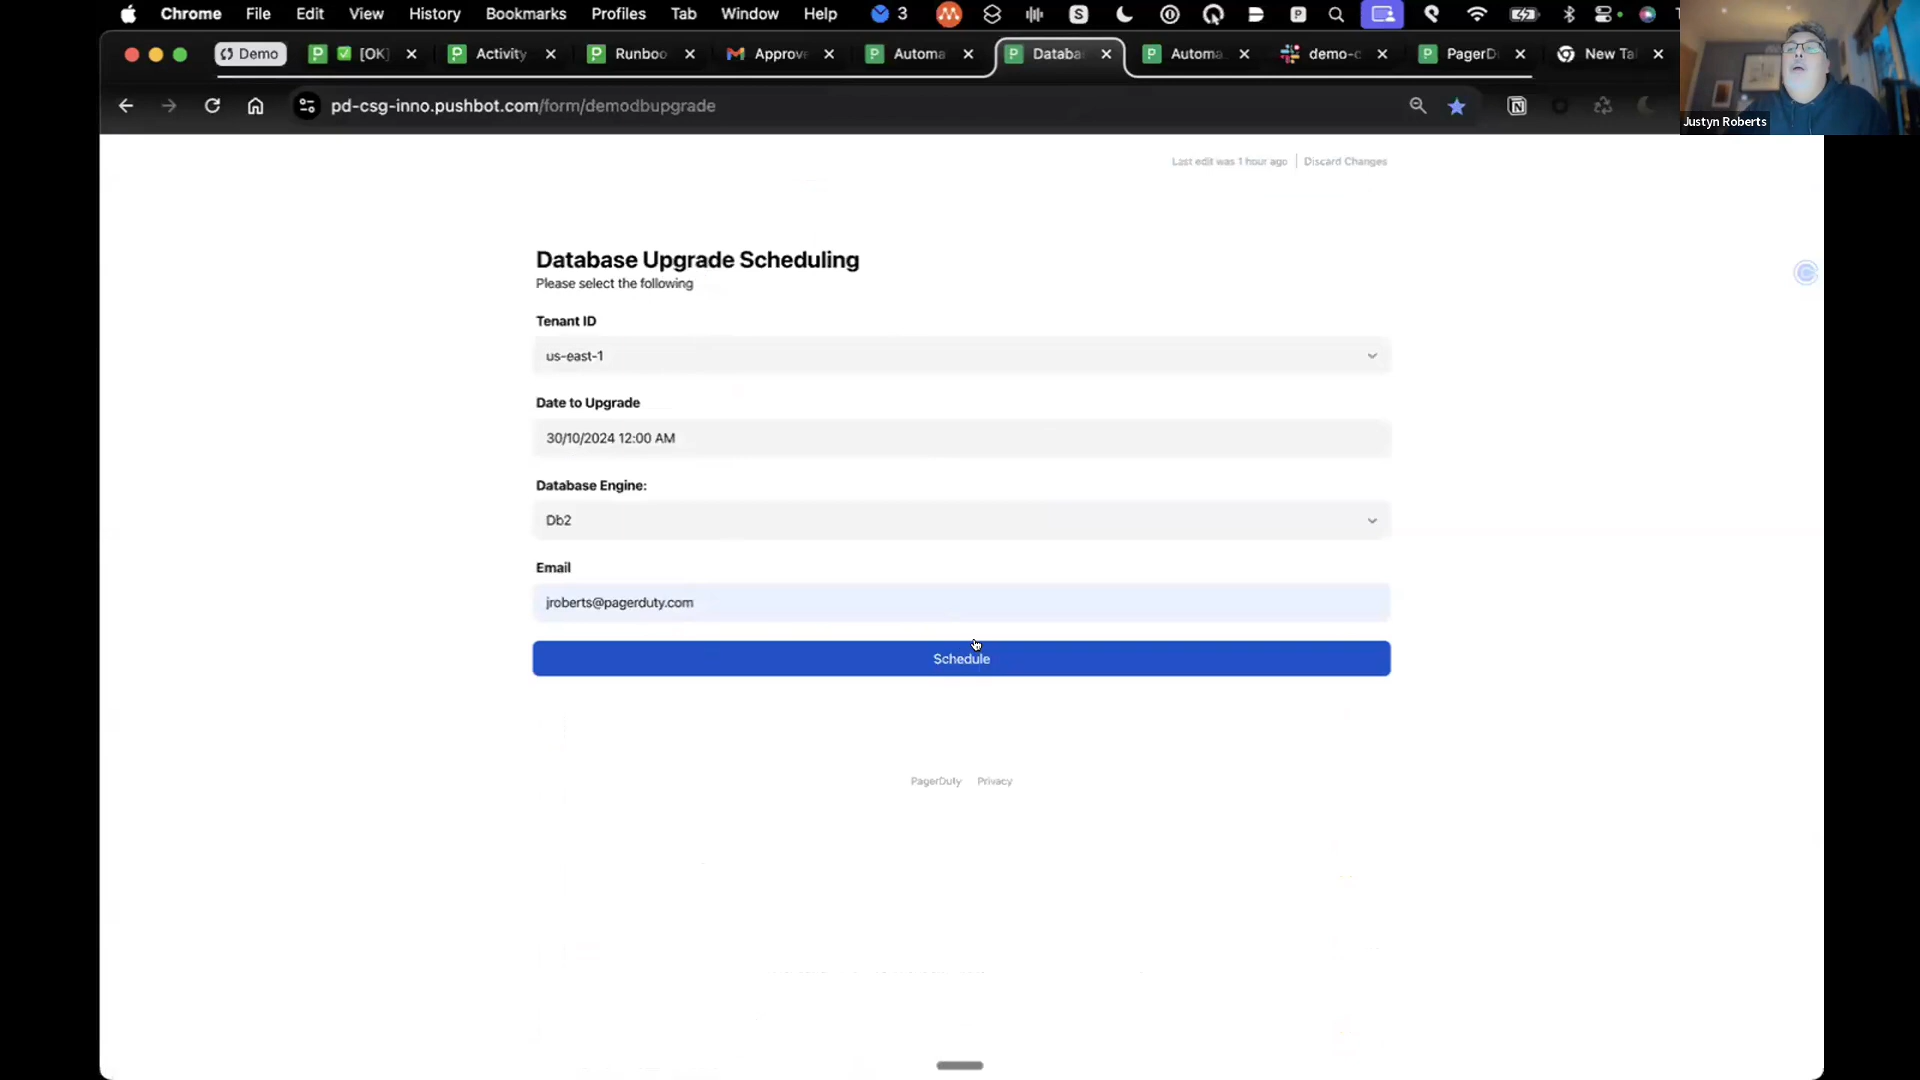 Chrome File Edit View History Bookmarks Profiles Tab Window Help 3
Demo [OK] Activity Runboo Approve Automa Databa Automa demo-c PagerD New Ta
pd-csg-inno.pushbot.com/form/demodbupgrade
Justyn Roberts
Last edit was 1 hour ago | Discard Changes
Database Upgrade Scheduling
Please select the following
Tenant ID
us-east-1
Date to Upgrade
30/10/2024 12:00 AM
Database Engine:
Db2
Email
jroberts@pagerduty.com
Schedule
PagerDuty Privacy